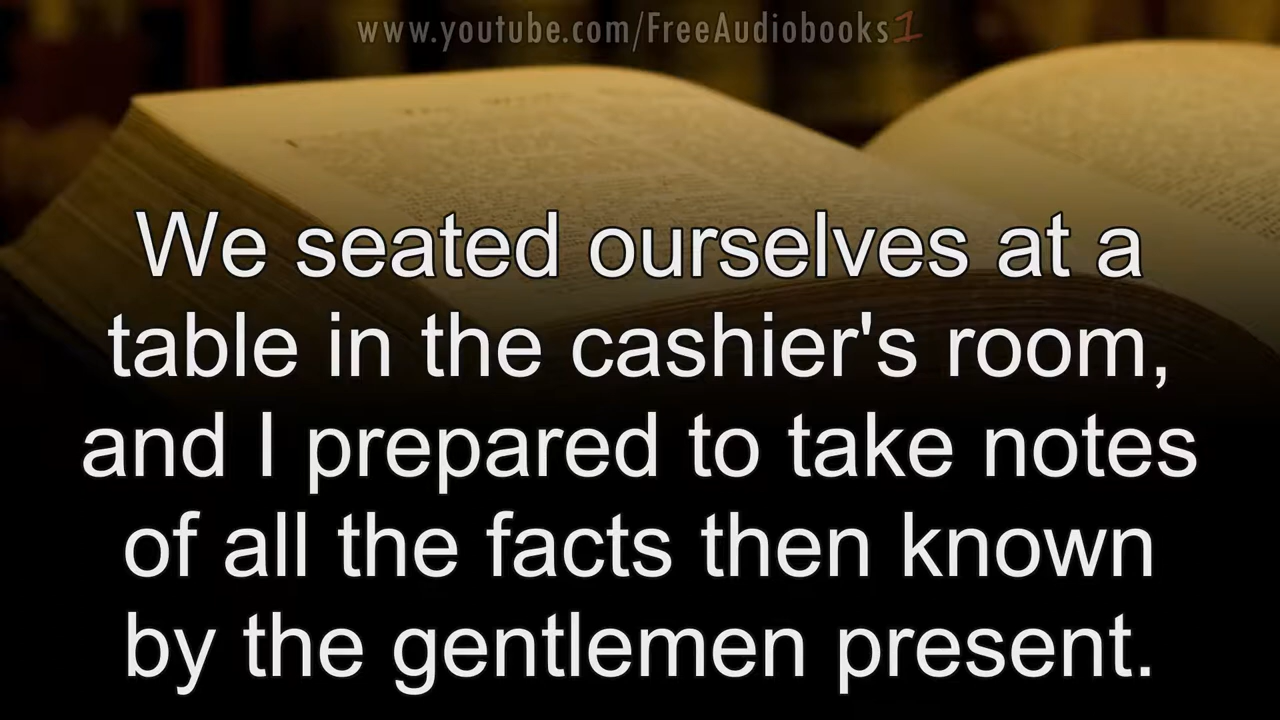 www.youtube.com/FreeAudiobooks1
We seated ourselves at a
table in the cashier's room,
and I prepared to take notes
of all the facts then known
by the gentlemen present.